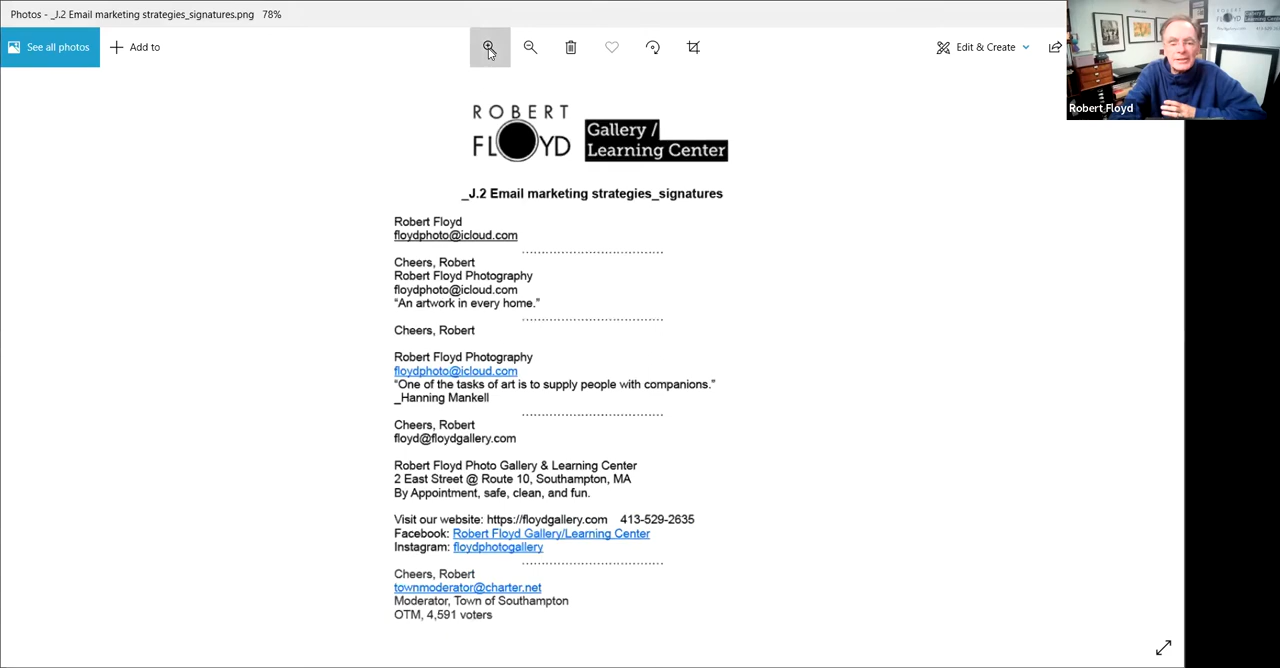 Photos - _J.2 Email marketing strategies_signatures.png 78%
See all photos
Add to
Edit & Create
Robert Floyd
ROBERT
FLOYD
Gallery /
Learning Center
_J.2 Email marketing strategies_signatures
Robert Floyd
floydphoto@icloud.com
..................................
Cheers, Robert
Robert Floyd Photography
floydphoto@icloud.com
“An artwork in every home.”
..................................
Cheers, Robert
Robert Floyd Photography
floydphoto@icloud.com
“One of the tasks of art is to supply people with companions.”
_Hanning Mankell
..................................
Cheers, Robert
floyd@floydgallery.com
Robert Floyd Photo Gallery & Learning Center
2 East Street @ Route 10, Southampton, MA
By Appointment, safe, clean, and fun.
Visit our website: https://floydgallery.com 413-529-2635
Facebook: Robert Floyd Gallery/Learning Center
Instagram: floydphotogallery
..................................
Cheers, Robert
townmoderator@charter.net
Moderator, Town of Southampton
OTM, 4,591 voters